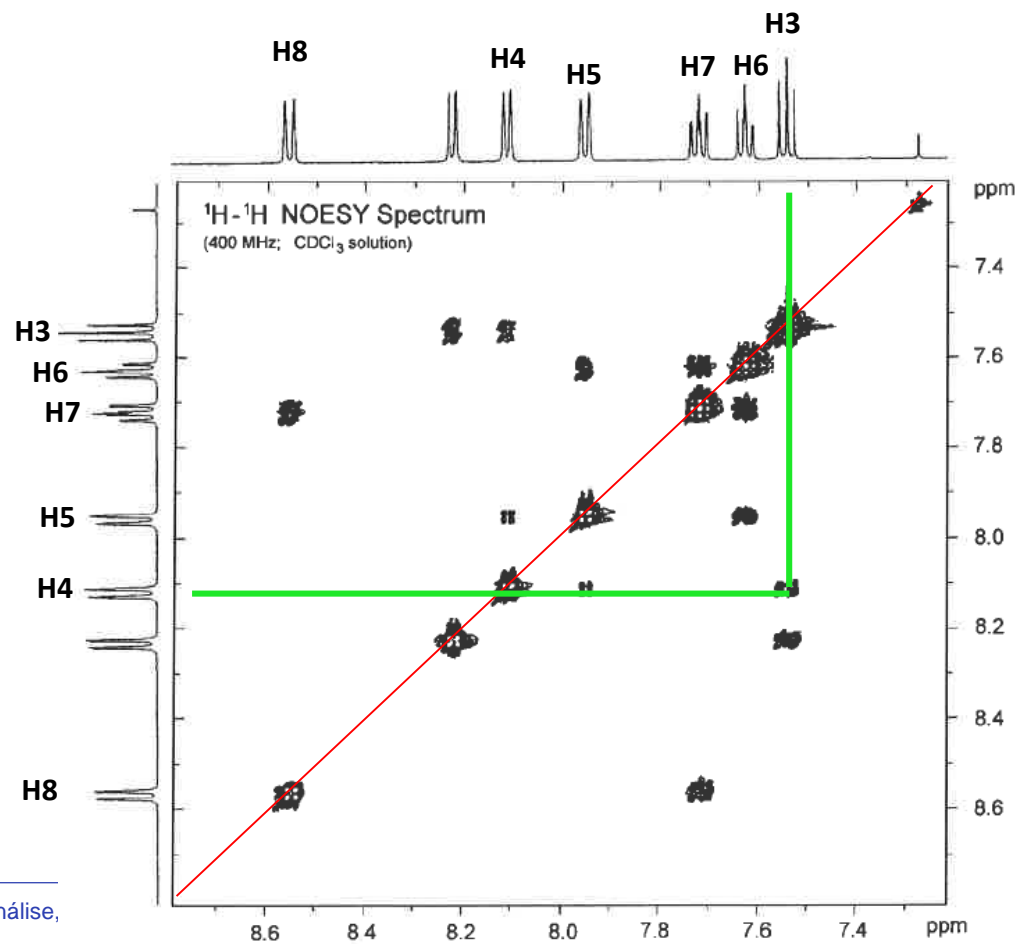 H3
H8
H4
H5
H7
H6
ppm
¹H-¹H NOESY Spectrum
(400 MHz; CDCl₃ solution)
7.4
H3
7.6
H6
H7
7.8
H5
8.0
H4
8.2
8.4
H8
8.6
8.6
8.4
8.2
8.0
7.8
7.6
7.4
ppm
nálise,